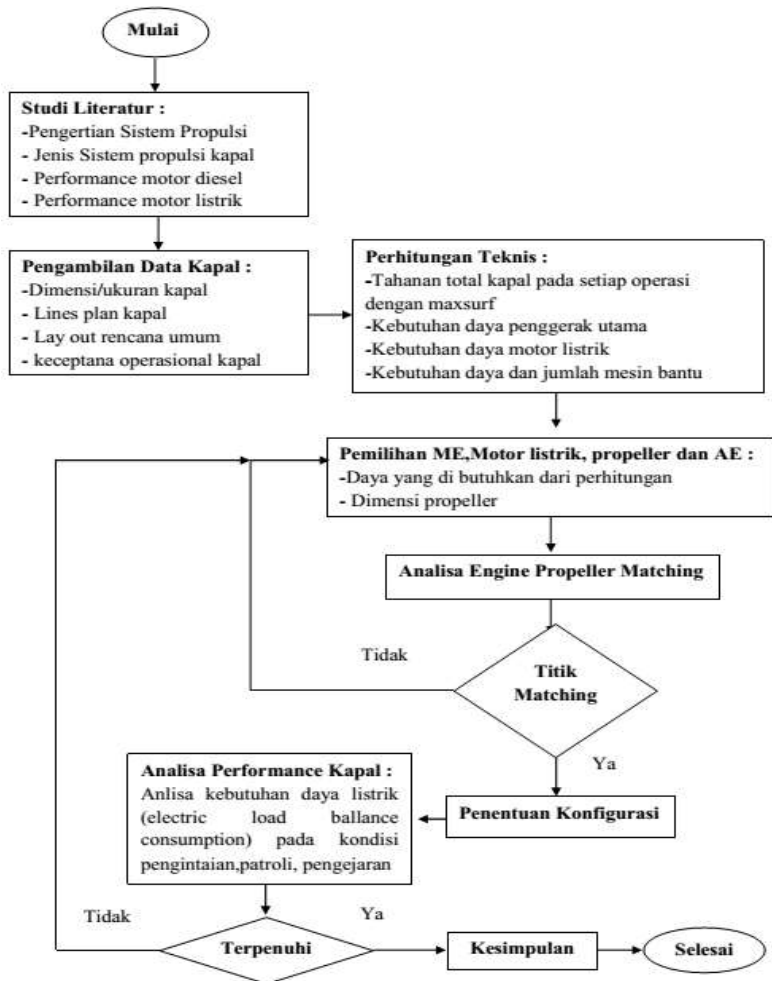 Mulai
Studi Literatur :
-Pengertian Sistem Propulsi
- Jenis Sistem propulsi kapal
- Performance motor diesel
- Performance motor listrik
Pengambilan Data Kapal :
-Dimensi/ukuran kapal
- Lines plan kapal
- Lay out rencana umum
- keceptana operasional kapal
Perhitungan Teknis :
-Tahanan total kapal pada setiap operasi
dengan maxsurf
-Kebutuhan daya penggerak utama
-Kebutuhan daya motor listrik
-Kebutuhan daya dan jumlah mesin bantu
Pemilihan ME,Motor listrik, propeller dan AE :
-Daya yang di butuhkan dari perhitungan
- Dimensi propeller
Analisa Engine Propeller Matching
Tidak
Titik
Matching
Ya
Penentuan Konfigurasi
Analisa Performance Kapal :
Anlisa kebutuhan daya listrik
(electric load ballance
consumption) pada kondisi
pengintaian,patroli, pengejaran
Tidak
Ya
Terpenuhi
Kesimpulan
Selesai